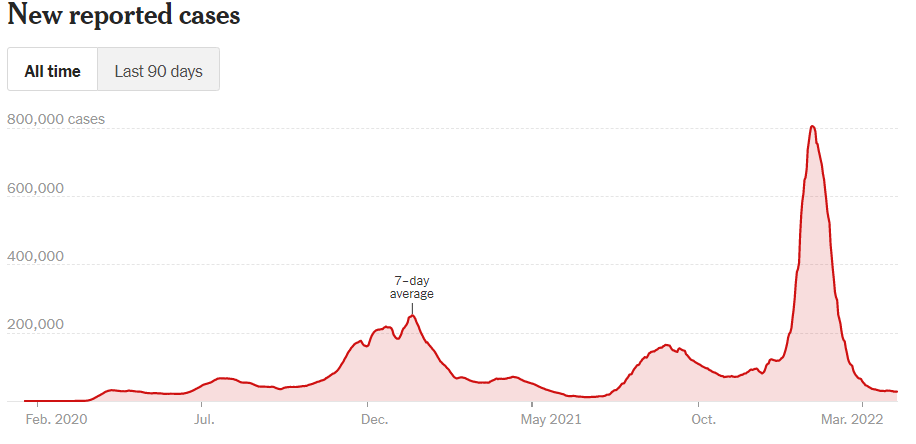 New reported cases
All time
Last 90 days
800,000 cases
600,000
400,000
7–day
average
200,000
Feb. 2020
Jul.
Dec.
May 2021
Oct.
Mar. 2022